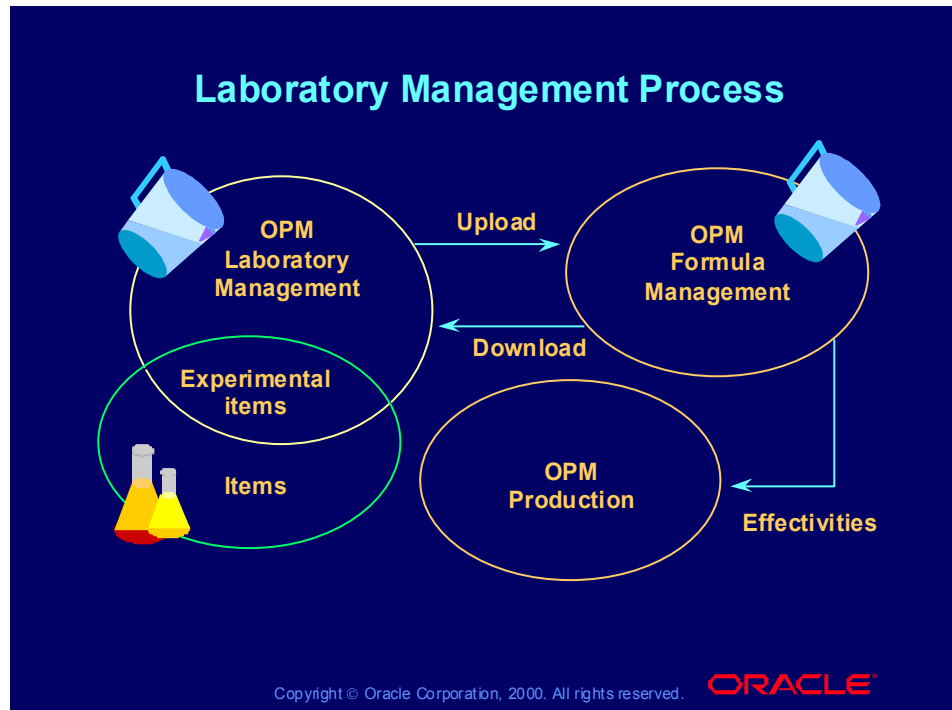 Laboratory Management Process
OPM
Laboratory
Management
Upload
OPM
Formula
Management
Download
Experimental
items
Items
OPM
Production
Effectivities
Copyright © Oracle Corporation, 2000. All rights reserved.
ORACLE®